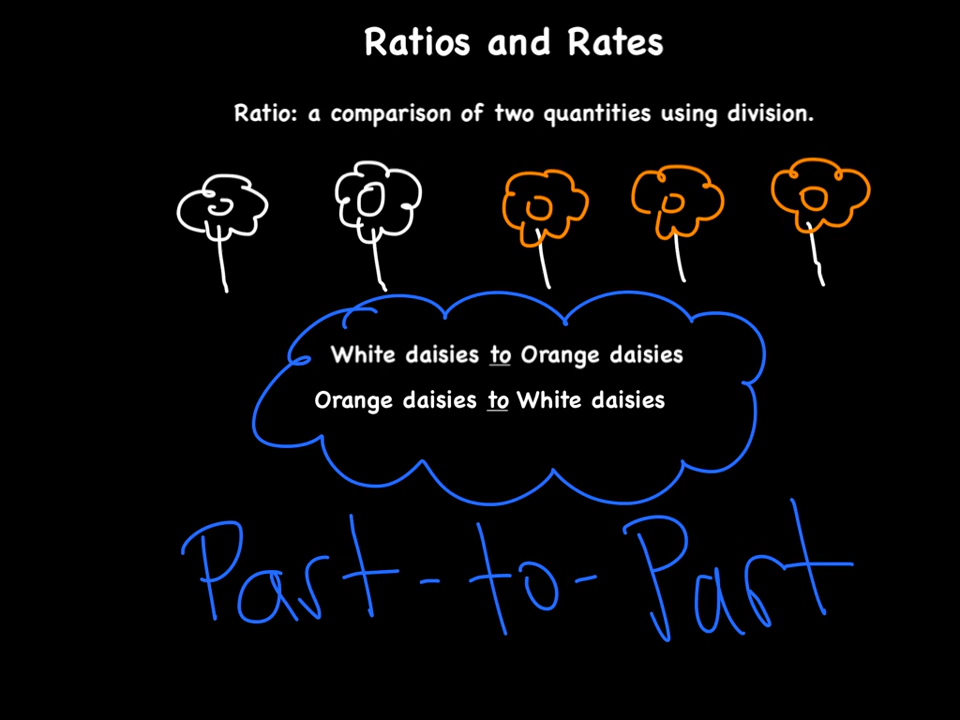 Ratios and Rates
Ratio: a comparison of two quantities using division.
White daisies to Orange daisies
Orange daisies to White daisies
Part-to-Part